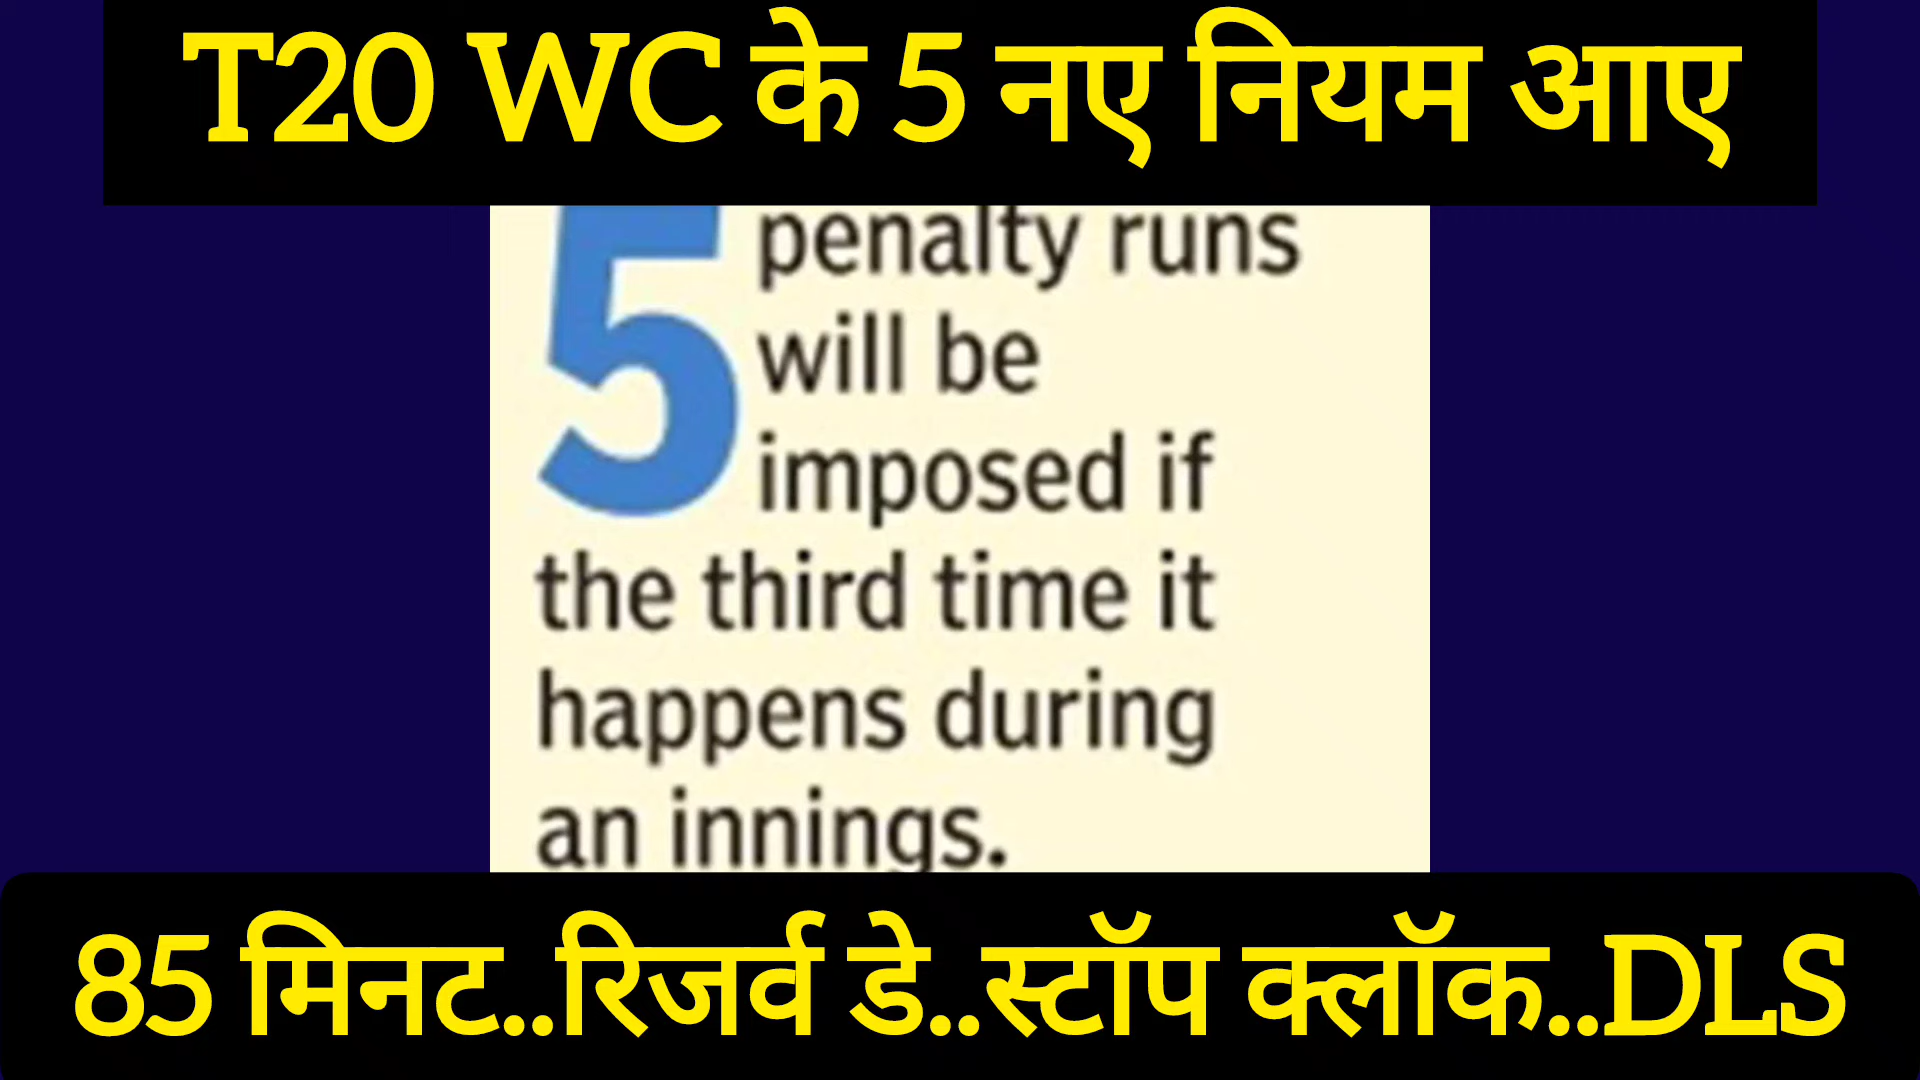 T20 WC के 5 नए नियम आए
5 penalty runs
will be
imposed if
the third time it
happens during
an innings.
85 मिनट..रिजर्व डे..स्टॉप क्लॉक..DLS